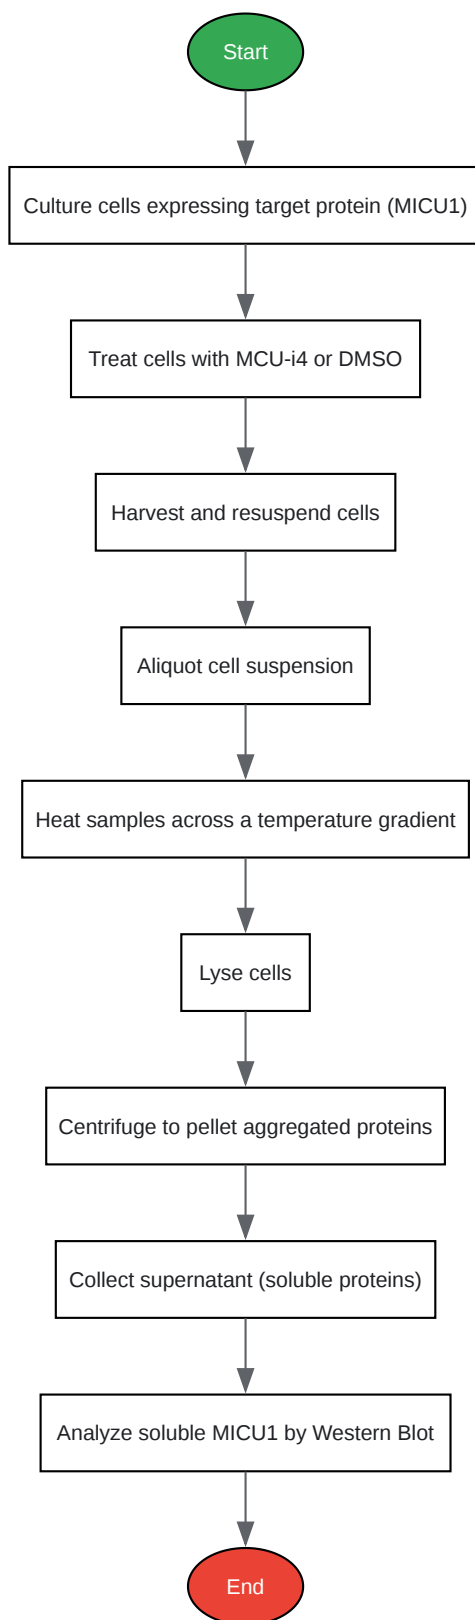 Start
Culture cells expressing target protein (MICU1)
Treat cells with MCU-i4 or DMSO
Harvest and resuspend cells
Aliquot cell suspension
Heat samples across a temperature gradient
Lyse cells
Centrifuge to pellet aggregated proteins
Collect supernatant (soluble proteins)
Analyze soluble MICU1 by Western Blot
End